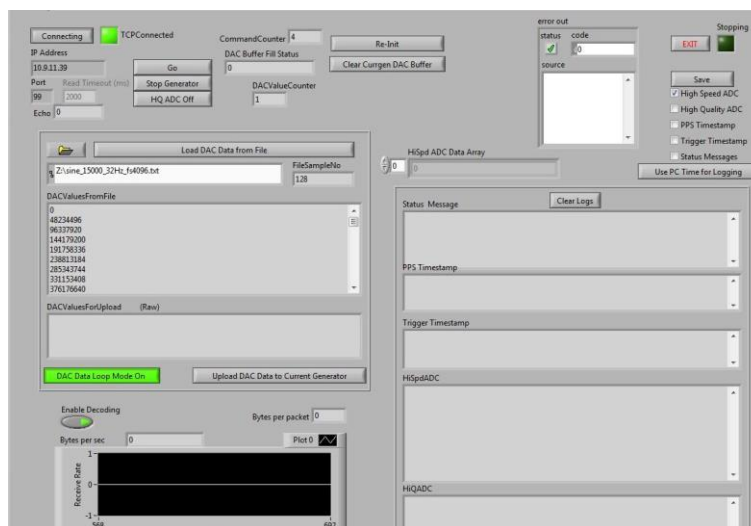 Connecting
TCPConnected
IP Address
10.9.11.39
Port
Read Timeout (ms)
99
2000
Echo 0
Go
Stop Generator
HQ ADC Off
CommandCounter 4
DAC Buffer Fill Status
0
DACValueCounter
1
Re-Init
Clear Currgen DAC Buffer
error out
status code
0
source
Stopping
EXIT
Save
High Speed ADC
High Quality ADC
PPS Timestamp
Trigger Timestamp
Status Messages
Use PC Time for Logging
Load DAC Data from File
Z:\sine_15000_32Hz_fs4096.txt
FileSampleNo
128
DACValuesFromFile
0
48234496
96337920
144179200
191758336
238813184
285343744
331153408
376176640
DACValuesForUpload (Raw)
DAC Data Loop Mode On
Upload DAC Data to Current Generator
HiSpd ADC Data Array
0
0
Status Message
Clear Logs
PPS Timestamp
Trigger Timestamp
HiSpdADC
HiQADC
Enable Decoding
Bytes per packet 0
Bytes per sec 0
Plot 0
Receive Rate
1
0
-1
568
692